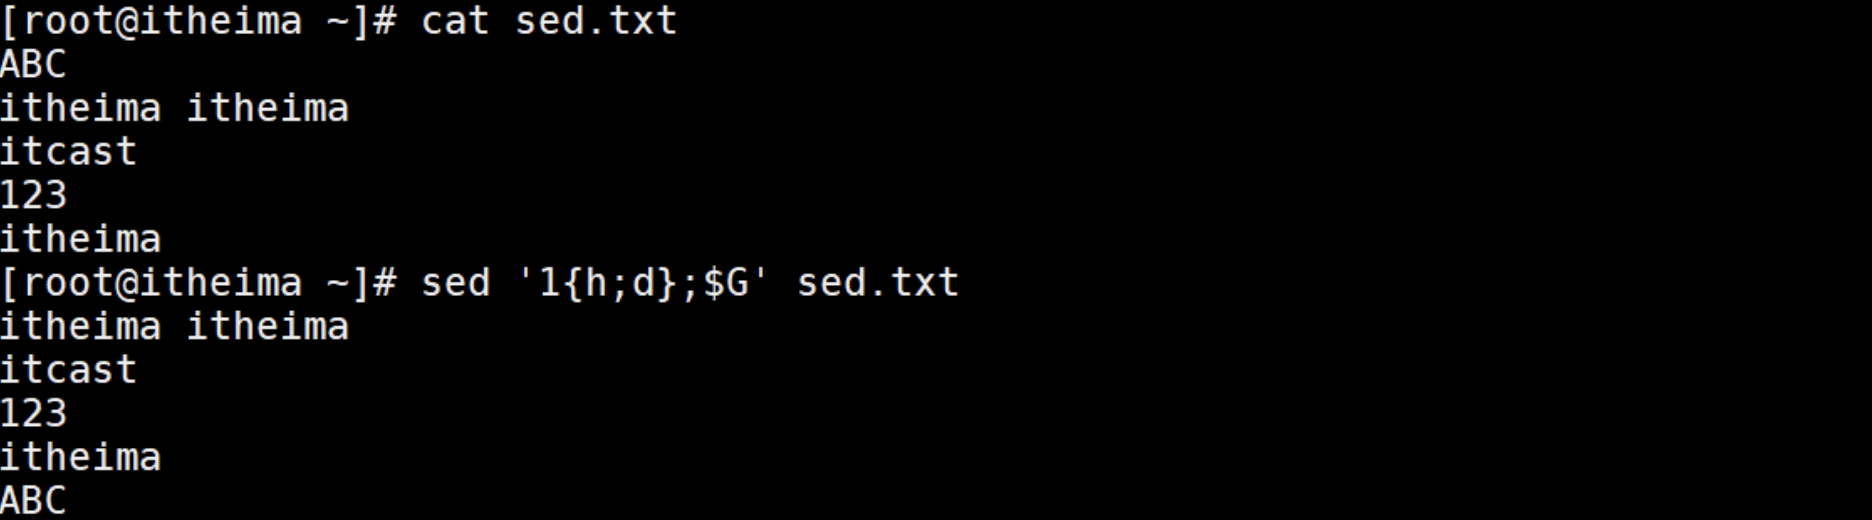 [root@itheima ~]# cat sed.txt
ABC
itheima itheima
itcast
123
itheima
[root@itheima ~]# sed '1{h;d};$G' sed.txt
itheima itheima
itcast
123
itheima
ABC